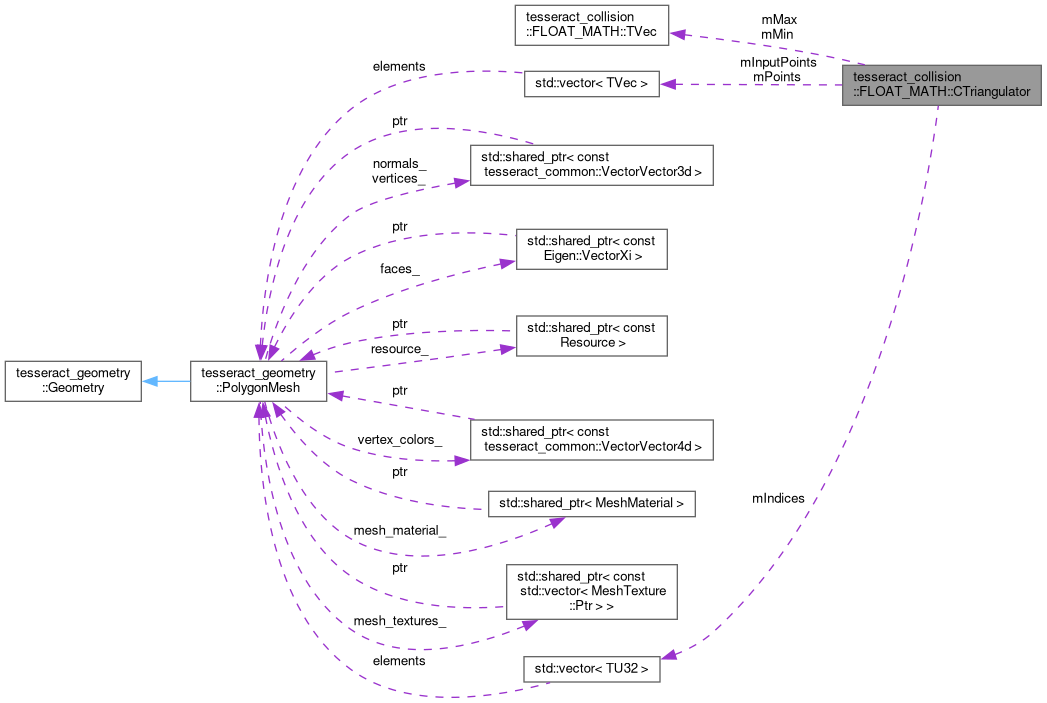 tesseract_collision
::FLOAT_MATH::TVec
mMax
mMin
tesseract_collision
::FLOAT_MATH::CTriangulator
mInputPoints
mPoints
elements
std::vector< TVec >
ptr
std::shared_ptr< const
tesseract_common::VectorVector3d >
normals_
vertices_
ptr
std::shared_ptr< const
Eigen::VectorXi >
faces_
ptr
std::shared_ptr< const
Resource >
resource_
tesseract_geometry
::Geometry
tesseract_geometry
::PolygonMesh
ptr
std::shared_ptr< const
tesseract_common::VectorVector4d >
vertex_colors_
ptr
std::shared_ptr< MeshMaterial >
mIndices
mesh_material_
ptr
std::shared_ptr< const
std::vector< MeshTexture
::Ptr > >
mesh_textures_
elements
std::vector< TU32 >